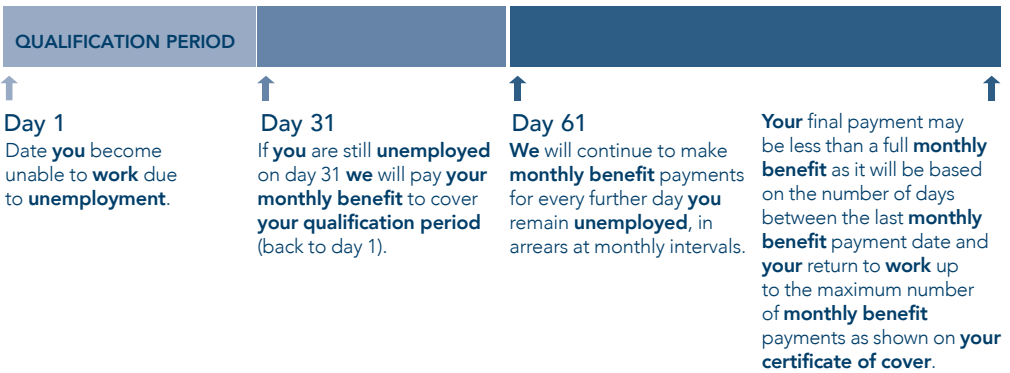 QUALIFICATION PERIOD
Day 1
Date you become
unable to work due
to unemployment.
Day 31
If you are still unemployed
on day 31 we will pay your
monthly benefit to cover
your qualification period
(back to day 1).
Day 61
We will continue to make
monthly benefit payments
for every further day you
remain unemployed, in
arrears at monthly intervals.
Your final payment may
be less than a full monthly
benefit as it will be based
on the number of days
between the last monthly
benefit payment date and
your return to work up
to the maximum number
of monthly benefit
payments as shown on your
certificate of cover.